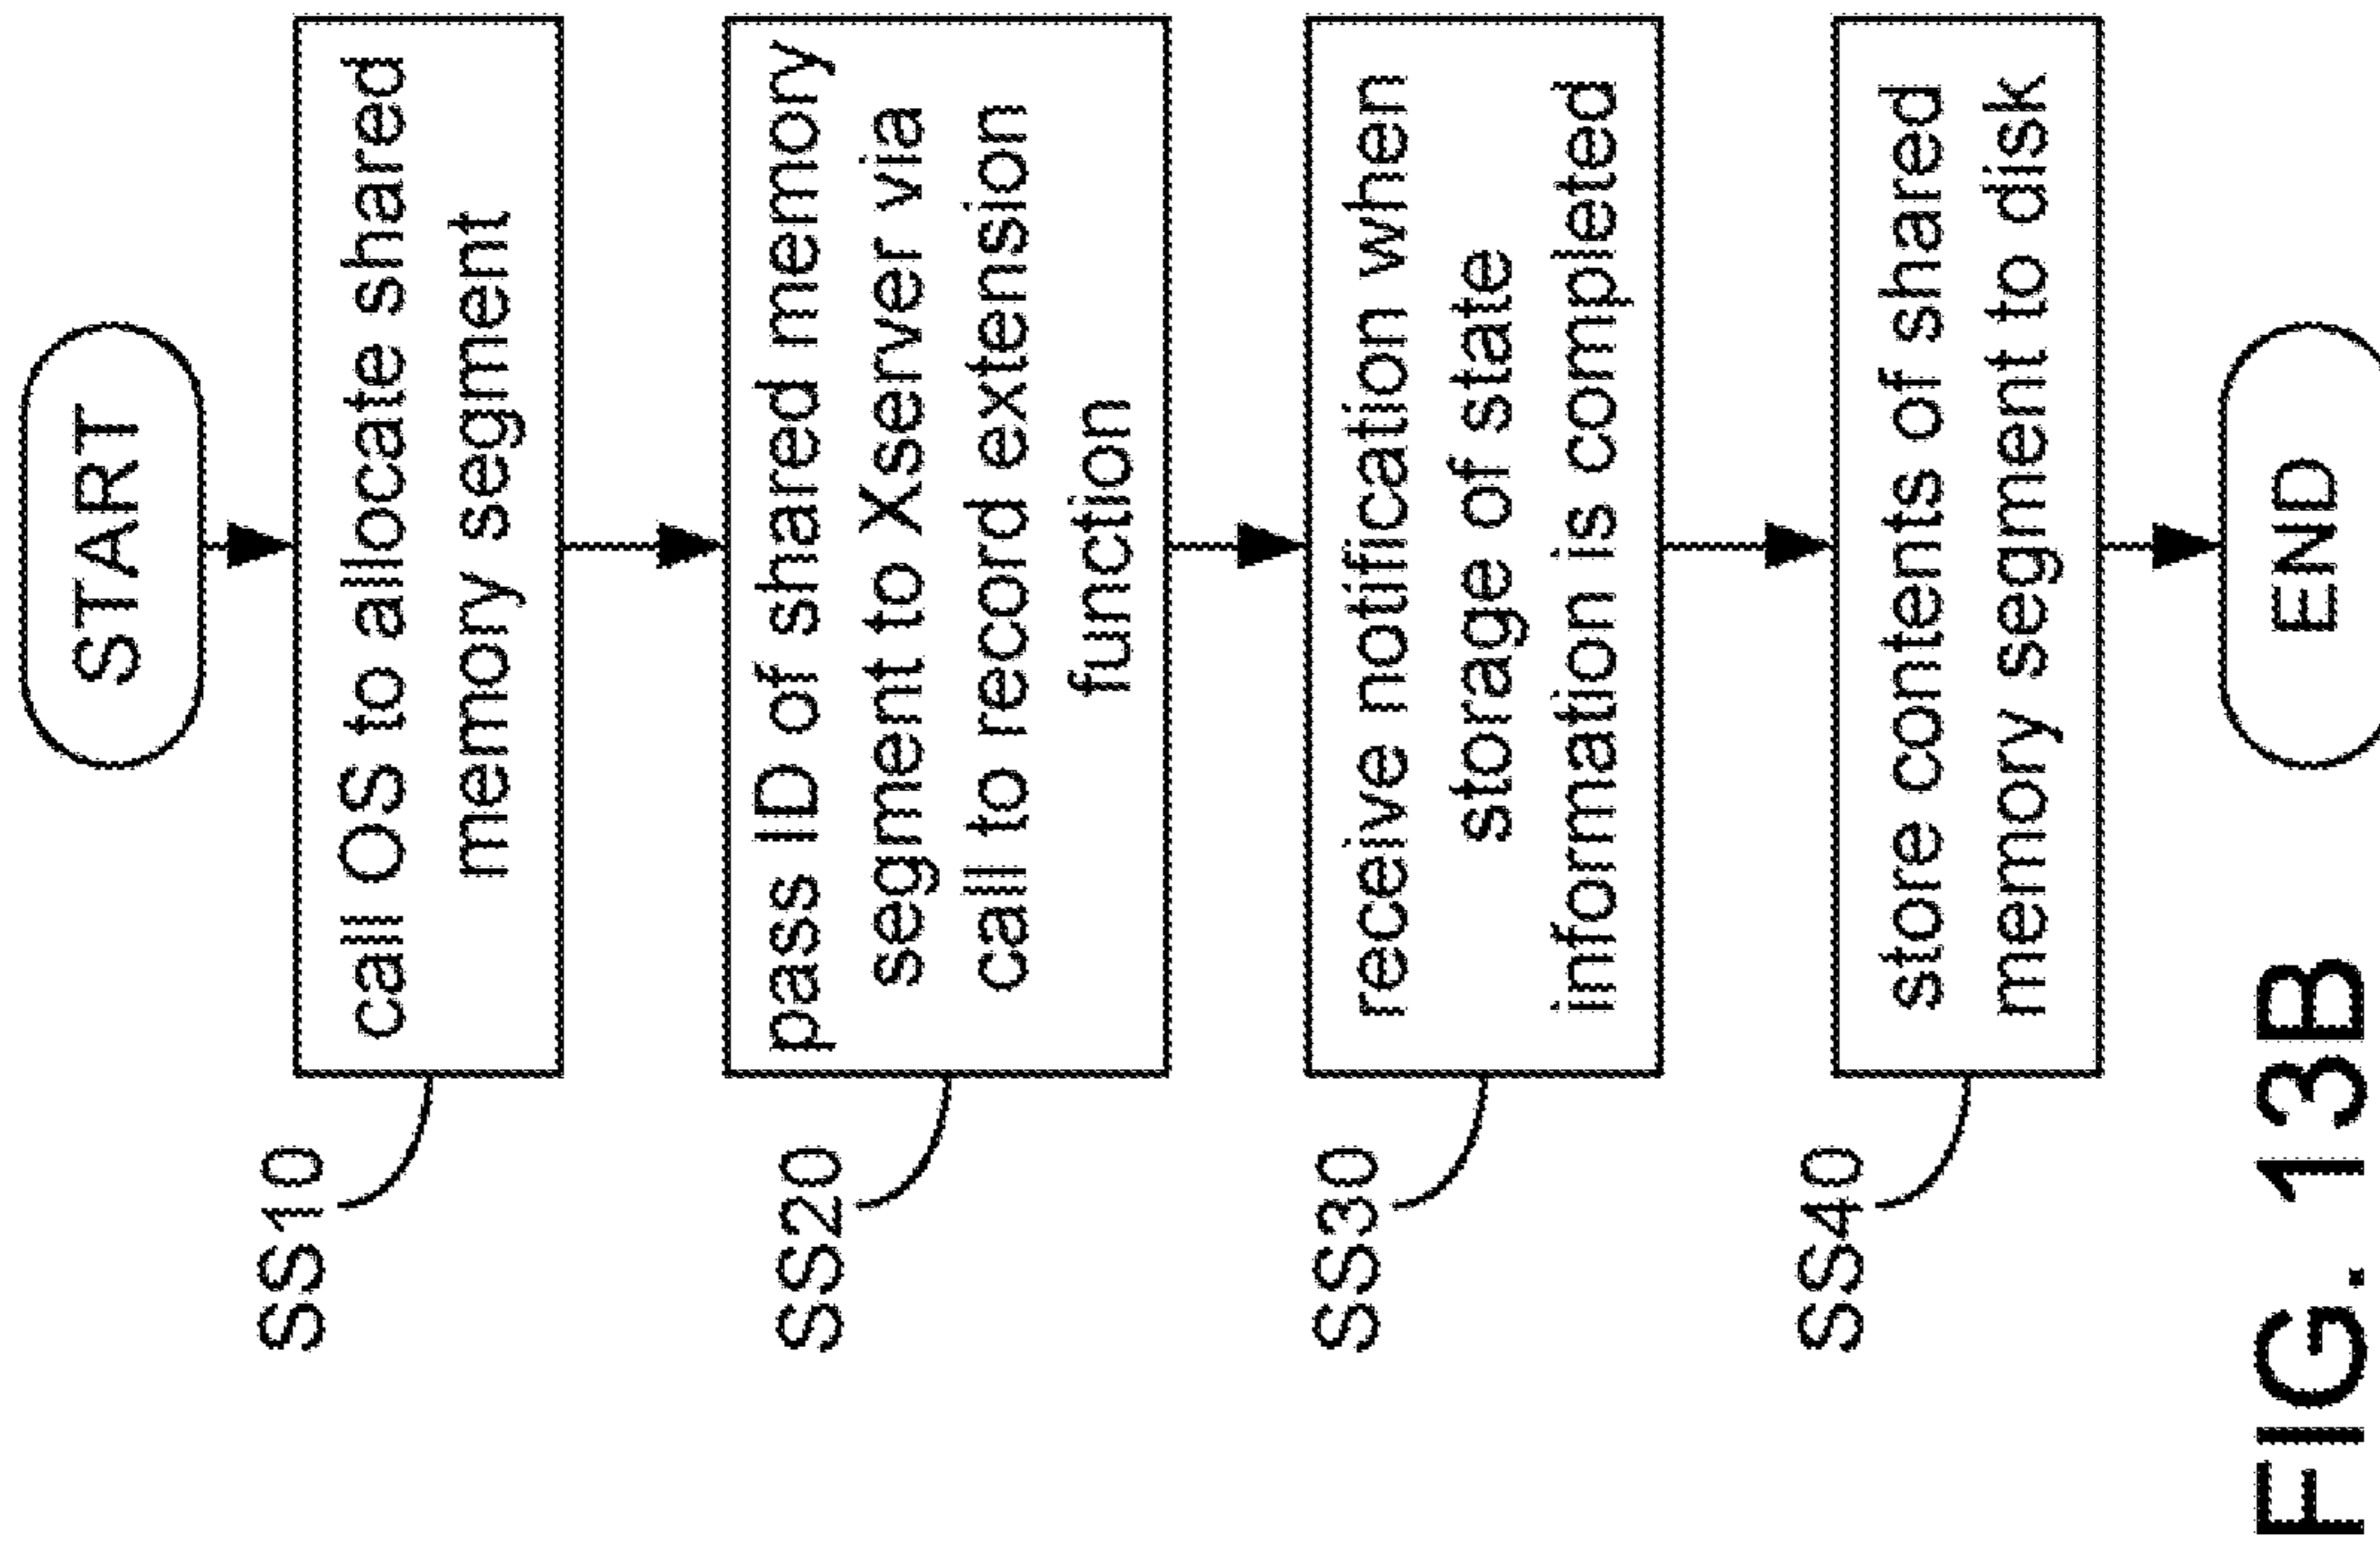 START
SS10
call OS to allocate shared
memory segment
SS20
pass ID of shared memory
segment to Xserver via
call to record extension
function
SS30
receive notification when
storage of state
information is completed
SS40
store contents of shared
memory segment to disk
END
FIG. 13B